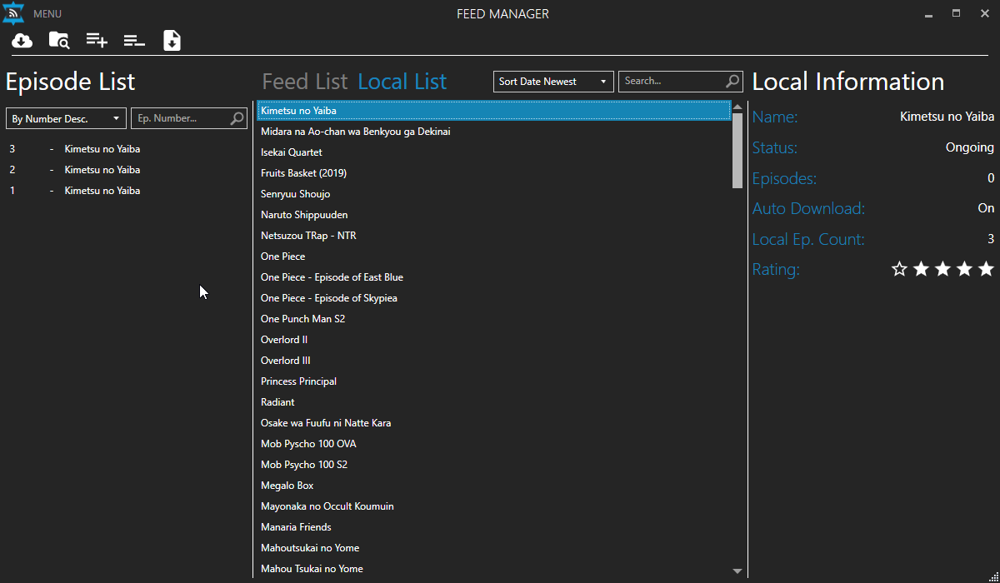 MENU
FEED MANAGER
Episode List
By Number Desc.
Ep. Number...
3 - Kimetsu no Yaiba
2 - Kimetsu no Yaiba
1 - Kimetsu no Yaiba
Feed List Local List
Sort Date Newest
Search...
Kimetsu no Yaiba
Midara na Ao-chan wa Benkyou ga Dekinai
Isekai Quartet
Fruits Basket (2019)
Senryuu Shoujo
Naruto Shippuuden
Netsuzou TRap - NTR
One Piece
One Piece - Episode of East Blue
One Piece - Episode of Skypiea
One Punch Man S2
Overlord II
Overlord III
Princess Principal
Radiant
Osake wa Fuufu ni Natte Kara
Mob Pyscho 100 OVA
Mob Psycho 100 S2
Megalo Box
Mayonaka no Occult Koumuin
Manaria Friends
Mahoutsukai no Yome
Mahou Tsukai no Yome
Local Information
Name: Kimetsu no Yaiba
Status: Ongoing
Episodes: 0
Auto Download: On
Local Ep. Count: 3
Rating: